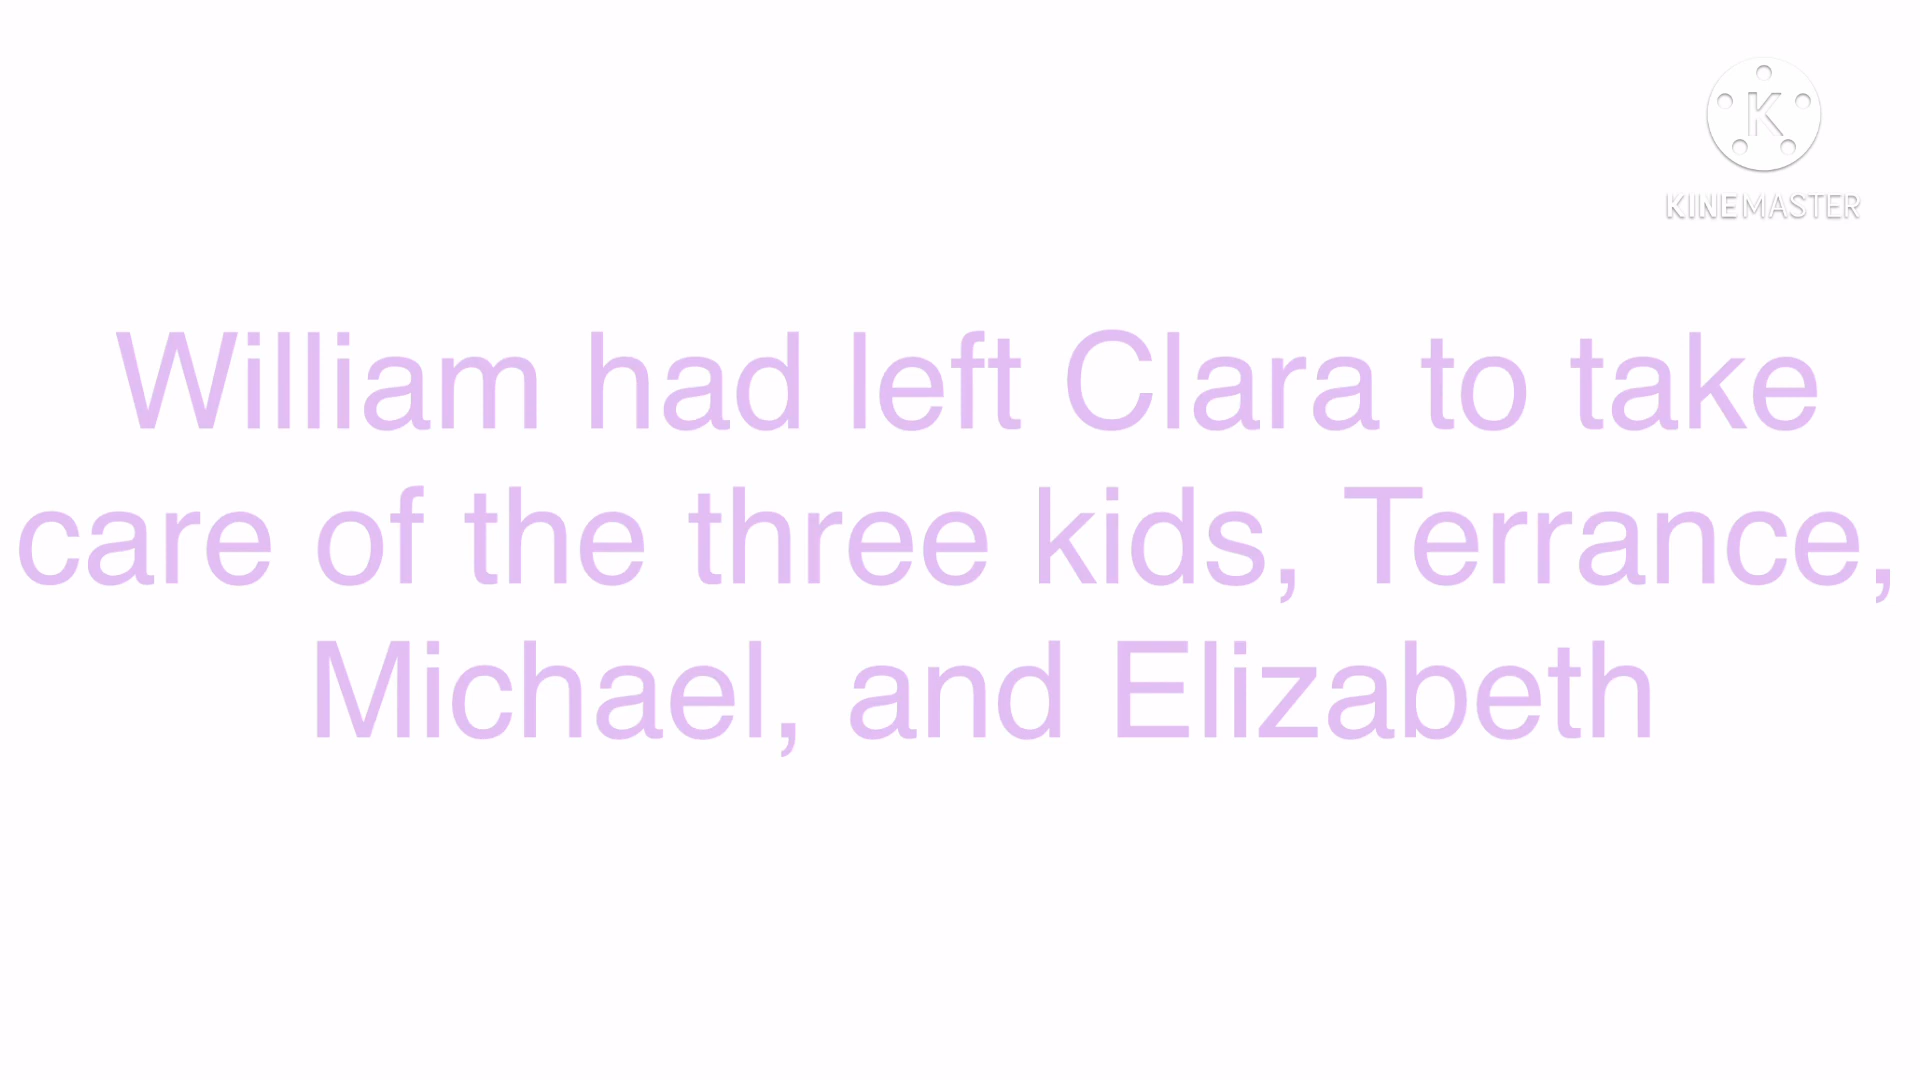 K
KINEMASTER
William had left Clara to take
care of the three kids, Terrance,
Michael, and Elizabeth